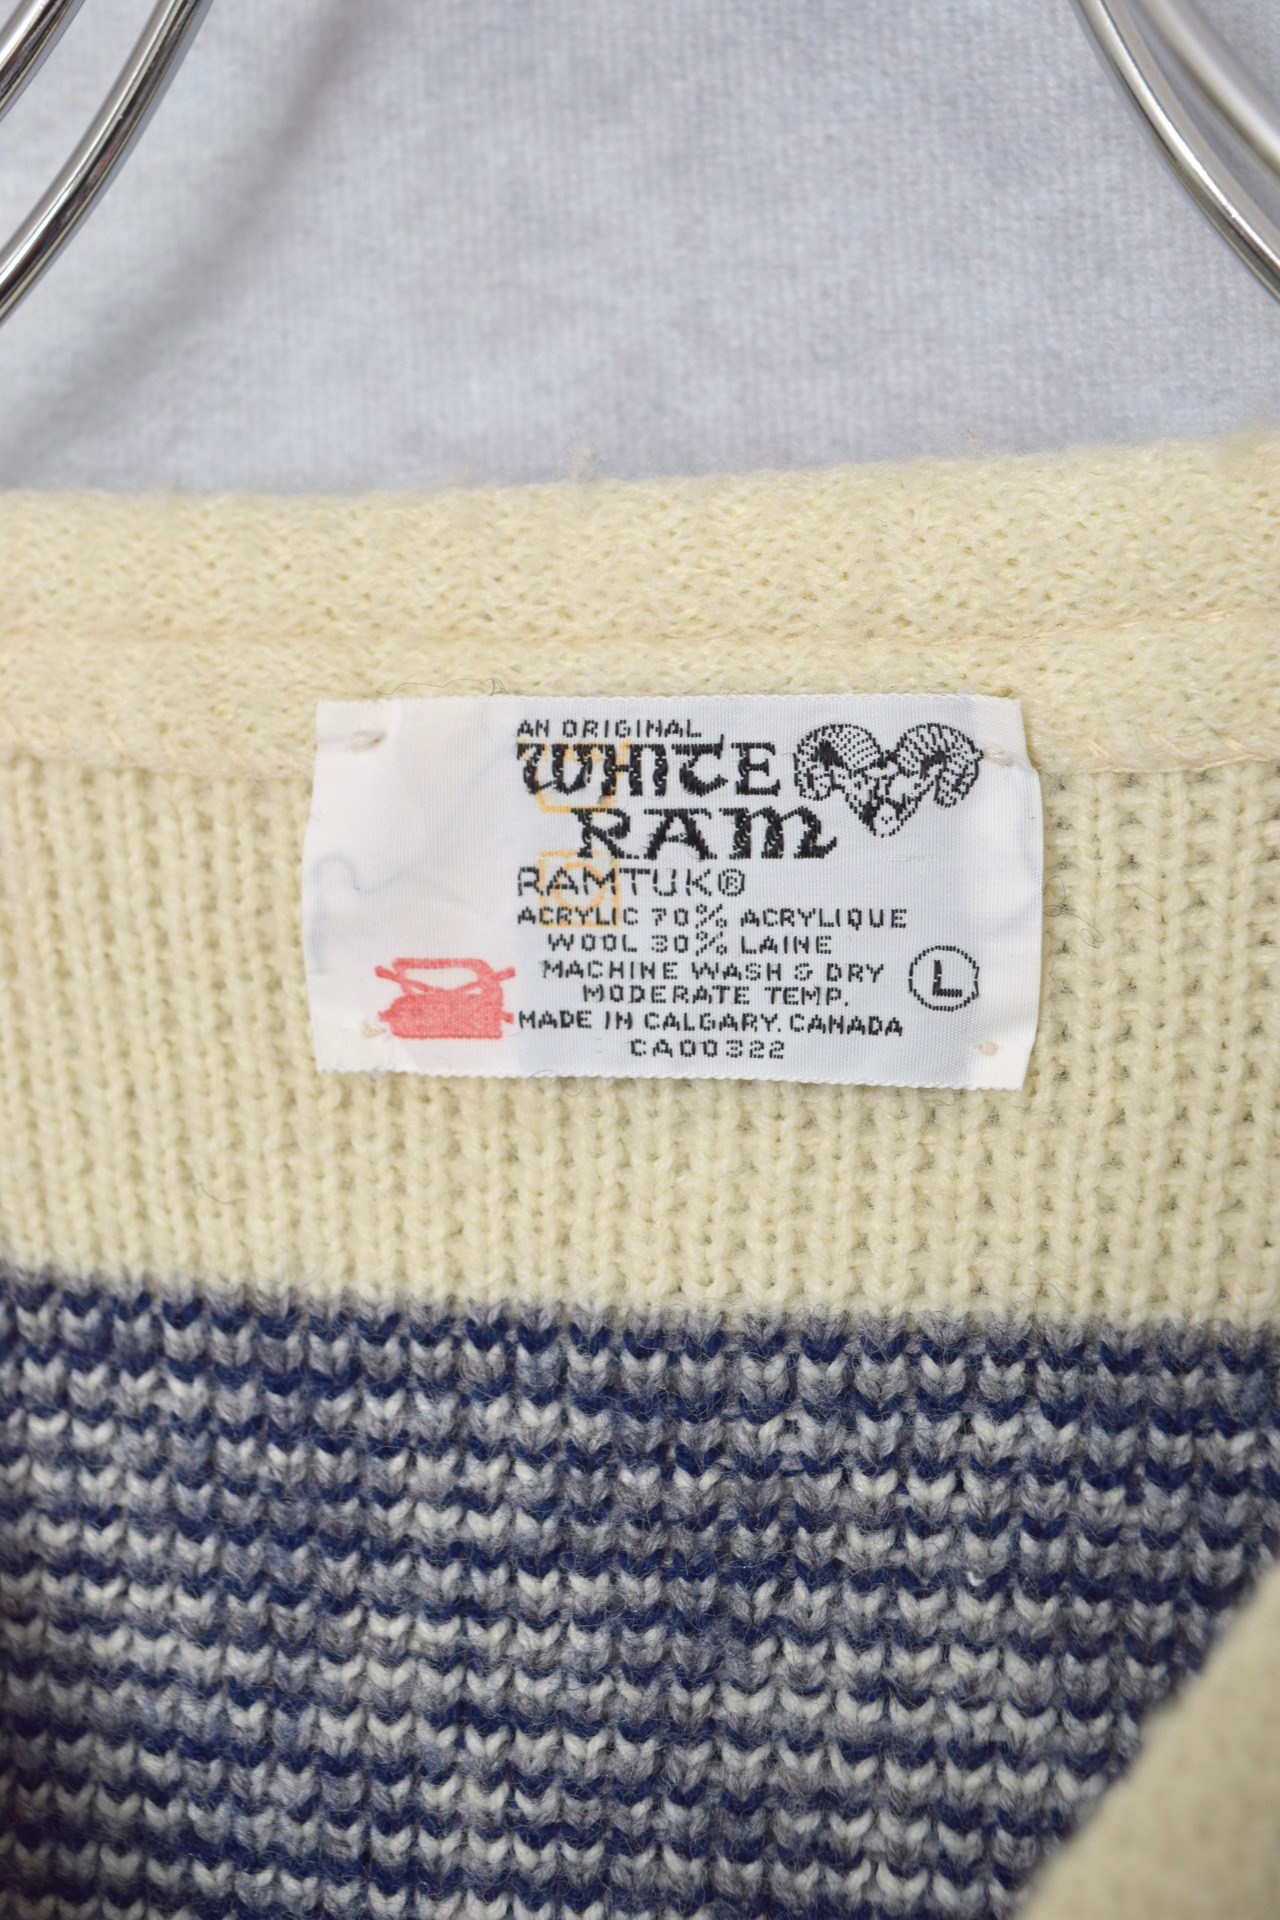 AN ORIGINAL
WHITE
RAM
RAMTUK®
ACRYLIC 70% ACRYLIQUE
WOOL 30% LAINE
MACHINE WASH & DRY
MODERATE TEMP.
L
MADE IN CALGARY. CANADA
CA00322